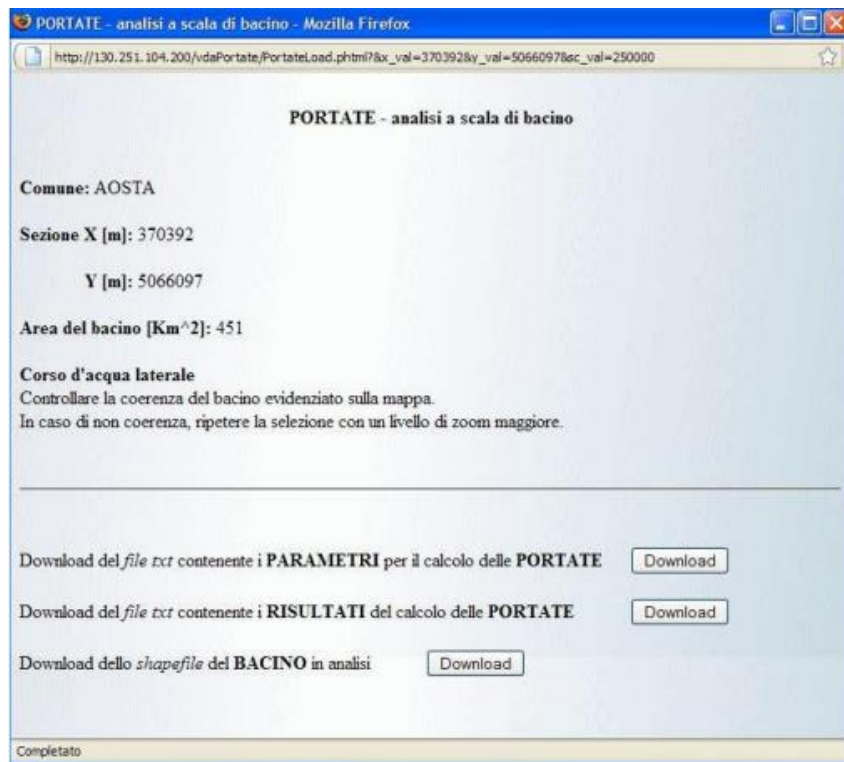 PORTATE - analisi a scala di bacino - Mozilla Firefox
http://130.251.104.200/vdaPortate/PortateLoad.phtml?&x_val=370392&y_val=5066097&sc_val=250000
PORTATE - analisi a scala di bacino
Comune: AOSTA
Sezione X [m]: 370392
Y [m]: 5066097
Area del bacino [Km^2]: 451
Corso d'acqua laterale
Controllare la coerenza del bacino evidenziato sulla mappa.
In caso di non coerenza, ripetere la selezione con un livello di zoom maggiore.
Download del file txt contenente i PARAMETRI per il calcolo delle PORTATE Download
Download del file txt contenente i RISULTATI del calcolo delle PORTATE Download
Download dello shapefile del BACINO in analisi Download
Completato